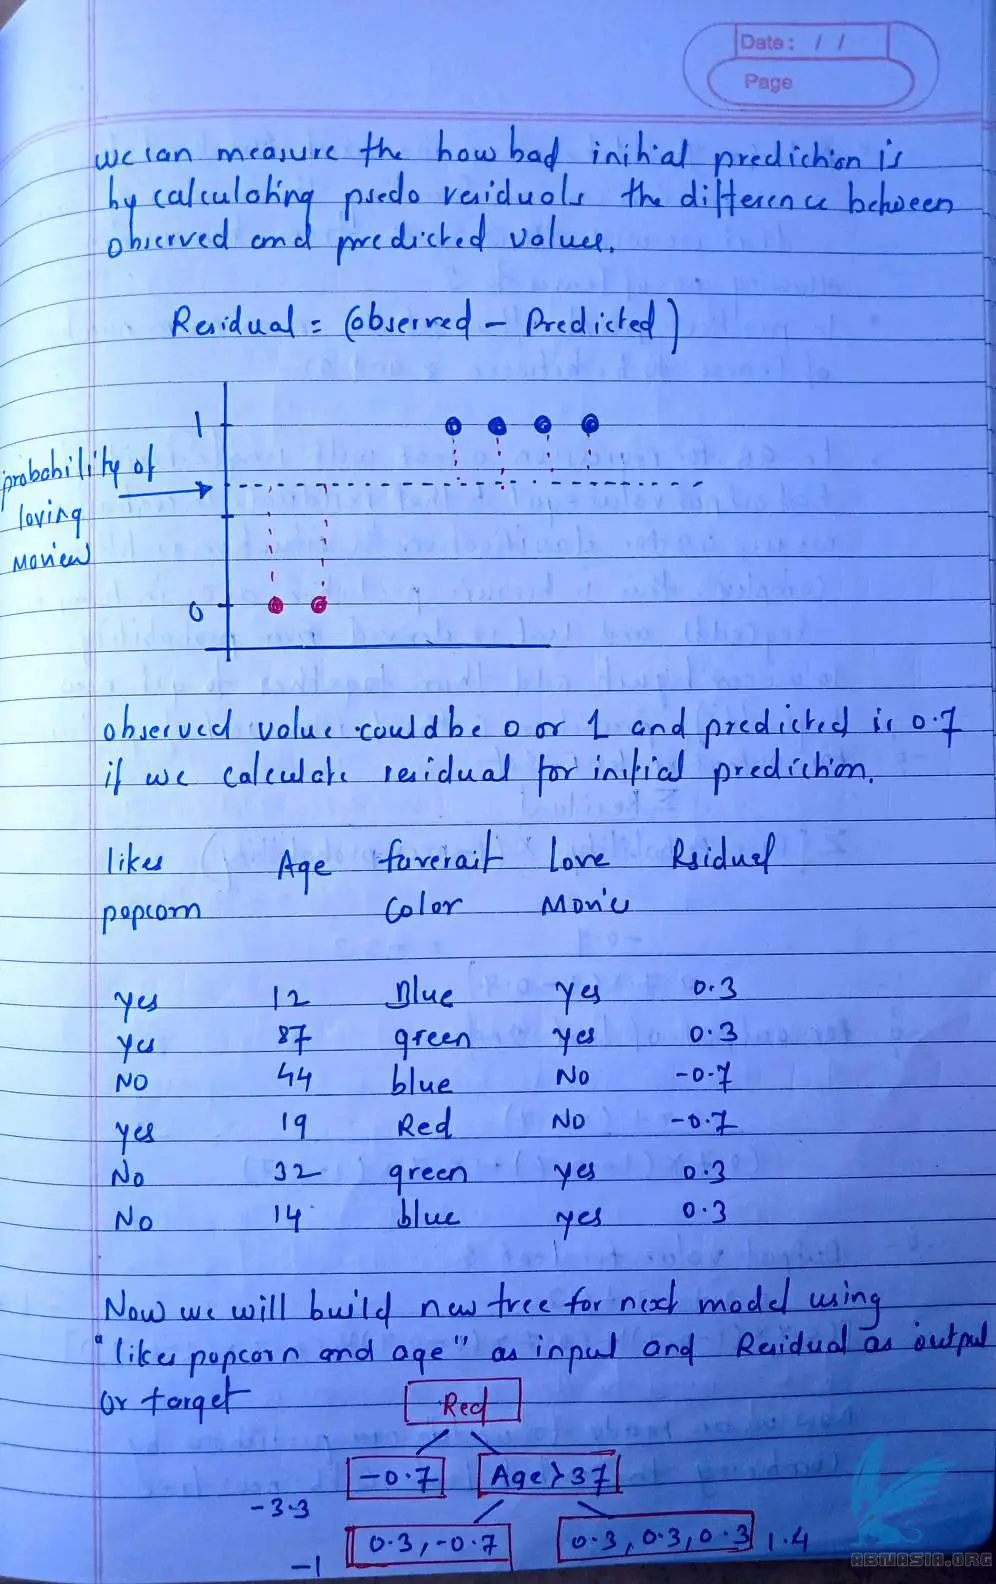 Date: / /
Page
we can measure the how bad initial prediction is
by calculating psedo residuals the difference between
observed and predicted values.
Residual = (observed - Predicted)
1
probability of
loving
Moview
0
observed value could be 0 or 1 and predicted is 0.7
if we calculate residual for initial prediction.
likes Age faverait Love Rsidual
popcorn Color Movie
Yes 12 Blue Yes 0.3
Yes 87 green Yes 0.3
NO 44 blue No -0.7
Yes 19 Red No -0.7
No 32 green Yes 0.3
No 14 blue yes 0.3
Now we will build new tree for next model using
"likes popcorn and age" as input and Residual as output
or target
Red
-0.7 Age > 37
-3.3
0.3, -0.7 0.3, 0.3, 0.3 1.4
-1
ABTNASIA.ORG